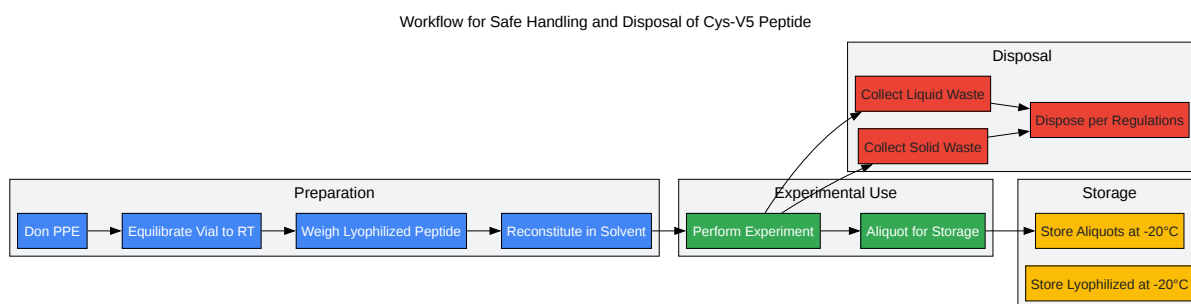 Workflow for Safe Handling and Disposal of Cys-V5 Peptide
Disposal
Collect Liquid Waste
Dispose per Regulations
Collect Solid Waste
Preparation
Experimental Use
Storage
Don PPE
Equilibrate Vial to RT
Weigh Lyophilized Peptide
Reconstitute in Solvent
Perform Experiment
Aliquot for Storage
Store Aliquots at -20°C
Store Lyophilized at -20°C